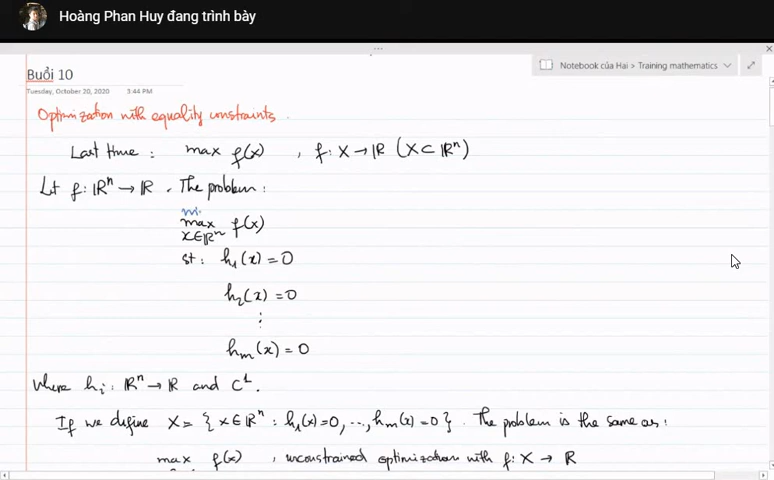 Hoàng Phan Huy đang trình bày
Notebook của Hai > Training mathematics
Buổi 10
Tuesday, October 20, 2020 3:44 PM
Optimization with equality constraints.
Last time: max f(x), f: X → ℝ (X ⊂ ℝⁿ)
Let f: ℝⁿ → ℝ. The problem:
max f(x)
x∈ℝⁿ
st: h₁(x) = 0
h₂(x) = 0
⋮
hₘ(x) = 0
Where hᵢ: ℝⁿ → ℝ and C¹.
If we define X = { x∈ℝⁿ : h₁(x)=0, ..., hₘ(x)=0 }. The problem is the same as:
max f(x), unconstrained optimization with f: X → ℝ